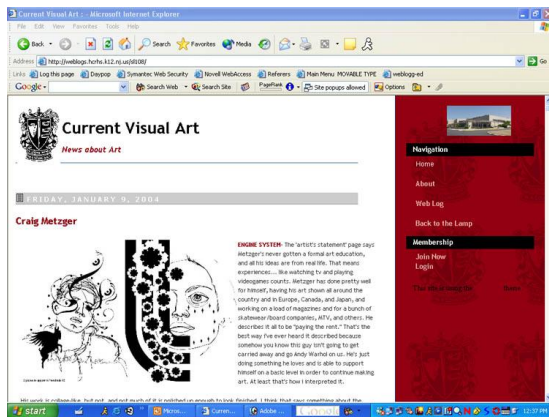 Current Visual Art : - Microsoft Internet Explorer
File Edit View Favorites Tools Help
Back Search Favorites Media
Address http://weblogs.hcrhs.k12.nj.us/dl108/ Go
Links Log this page Daypop Symantec Web Security Novell WebAccess Referers Main Menu MOVABLE TYPE weblogg-ed
Google Search Web Search Site PageRank Site popups allowed Options
Current Visual Art
News about Art
FRIDAY, JANUARY 9, 2004
Craig Metzger
ENGINE SYSTEM- The 'artist's statement' page says
Metzger's never gotten a formal art education,
and all his ideas are from real life. That means
experiences... like watching tv and playing
videogames counts. Metzger has done pretty well
for himself, having his art shown all around the
country and in Europe, Canada, and Japan, and
working on a load of magazines and for a bunch of
skatewear/board companies, MTV, and others. He
describes it all to be "paying the rent." That's the
best way I've ever heard it described because
somehow you know this guy isn't going to get
carried away and go Andy Warhol on us. He's just
doing something he loves and is able to support
himself on a basic level in order to continue making
art. At least that's how I interpreted it.
His work is collage-like, but not, and not much of it is polished up enough to look finished. I think that says something about the
Navigation
Home
About
Web Log
Back to the Lamp
Membership
Join Now
Login
start Micros... Curren... Adobe ... Google 12:37PM